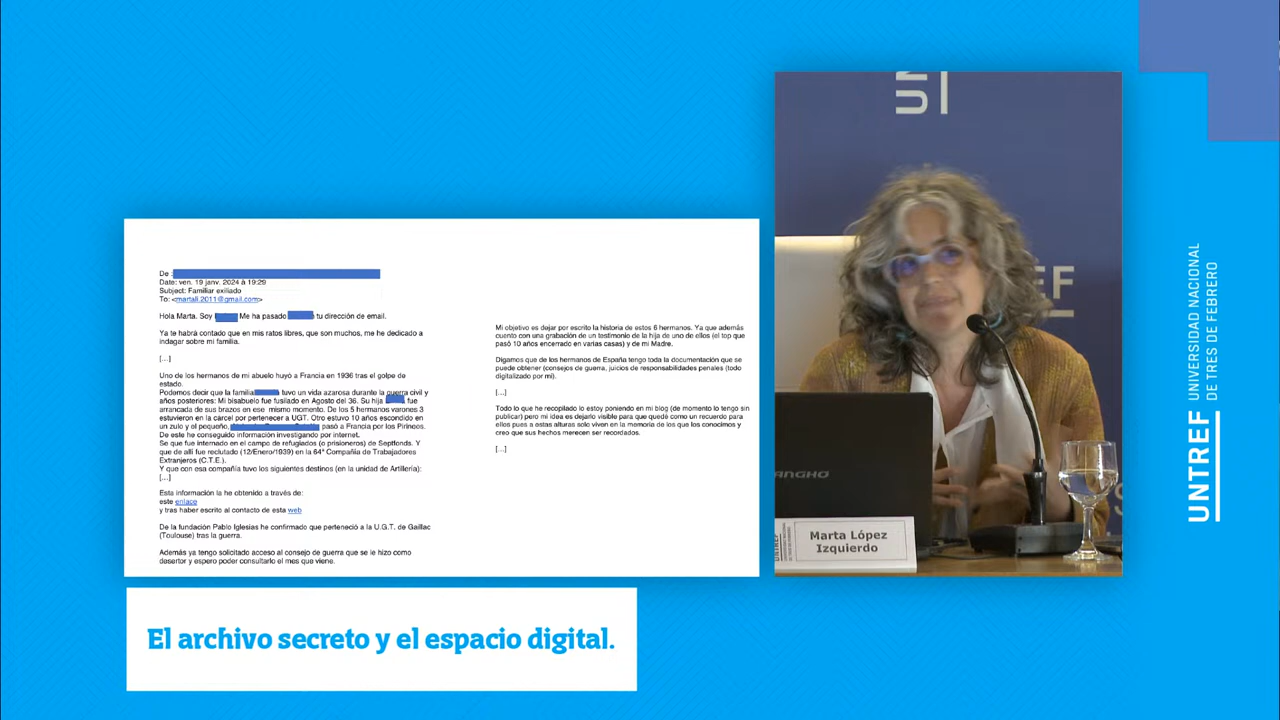 De :
Date: ven. 19 janv. 2024 à 19:29
Subject: Familiar exiliado
To: <martall.2011@gmail.com>
Hola Marta. Soy Me ha pasado tu dirección de email.
Ya te habrá contado que en mis ratos libres, que son muchos, me he dedicado a
indagar sobre mi familia.
[...]
Uno de los hermanos de mi abuelo huyó a Francia en 1936 tras el golpe de
estado.
Podemos decir que la familia tuvo un vida azarosa durante la guerra civil y
años posteriores: Mi bisabuelo fue fusilado en Agosto del 36. Su hija fue
arrancada de sus brazos en ese mismo momento. De los 5 hermanos varones 3
estuvieron en la cárcel por pertenecer a UGT. Otro estuvo 10 años escondido en
un zulo y el pequeño, pasó a Francia por los Pirineos.
De este he conseguido información investigando por internet.
Se que fue internado en el campo de refugiados (o prisioneros) de Septfonds. Y
que de allí fue reclutado (12/Enero/1939) en la 64ª Compañía de Trabajadores
Extranjeros (C.T.E.).
Y que con esa compañía tuvo los siguientes destinos (en la unidad de Artillería):
[...]
Esta información la he obtenido a través de:
este enlace
y tras haber escrito al contacto de esta web
De la fundación Pablo Iglesias he confirmado que perteneció a la U.G.T. de Gaillac
(Toulouse) tras la guerra.
Además ya tengo solicitado acceso al consejo de guerra que se le hizo como
desertor y espero poder consultarlo el mes que viene.
Mi objetivo es dejar por escrito la historia de estos 6 hermanos. Ya que además
cuento con una grabación de un testimonio de la hija de uno de ellos (el top que
pasó 10 años encerrado en varias casas) y de mi Madre.
Digamos que de los hermanos de España tengo toda la documentación que se
puede obtener (consejos de guerra, juicios de responsabilidades penales (todo
digitalizado por mi).
[...]
Todo lo que he recopilado lo estoy poniendo en mi blog (de momento lo tengo sin
publicar) pero mi idea es dejarlo visible para que quedé como un recuerdo para
ellos pues a estas alturas solo viven en la memoria de los que los conocimos y
creo que sus hechos merecen ser recordados.
[...]
Marta López
Izquierdo
El archivo secreto y el espacio digital.
UNTREF UNIVERSIDAD NACIONAL
DE TRES DE FEBRERO